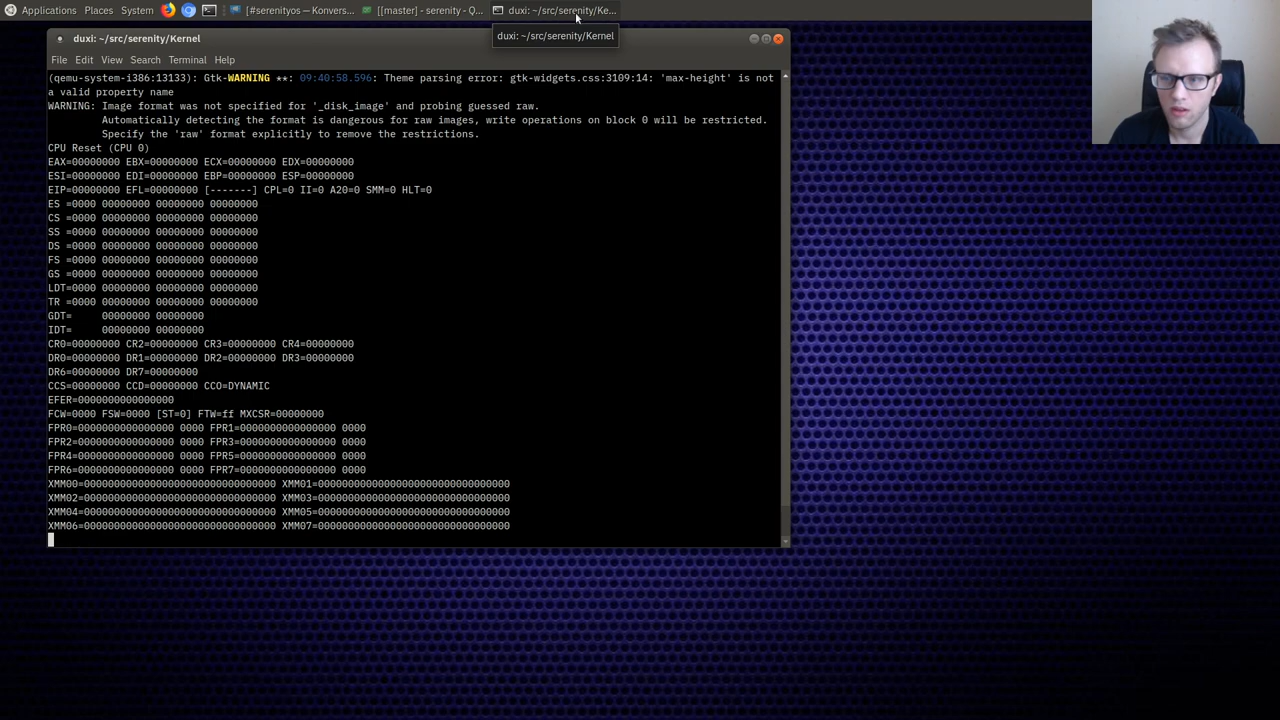 Applications Places System [#serenityos — Konvers... [[master] - serenity - Q... duxi: ~/src/serenity/Ke...
duxi: ~/src/serenity/Kernel
duxi: ~/src/serenity/Kernel
File Edit View Search Terminal Help
(qemu-system-i386:13133): Gtk-WARNING **: 09:40:58.596: Theme parsing error: gtk-widgets.css:3109:14: 'max-height' is not
a valid property name
WARNING: Image format was not specified for '_disk_image' and probing guessed raw.
Automatically detecting the format is dangerous for raw images, write operations on block 0 will be restricted.
Specify the 'raw' format explicitly to remove the restrictions.
CPU Reset (CPU 0)
EAX=00000000 EBX=00000000 ECX=00000000 EDX=00000000
ESI=00000000 EDI=00000000 EBP=00000000 ESP=00000000
EIP=00000000 EFL=00000000 [-------] CPL=0 II=0 A20=0 SMM=0 HLT=0
ES =0000 00000000 00000000 00000000
CS =0000 00000000 00000000 00000000
SS =0000 00000000 00000000 00000000
DS =0000 00000000 00000000 00000000
FS =0000 00000000 00000000 00000000
GS =0000 00000000 00000000 00000000
LDT=0000 00000000 00000000 00000000
TR =0000 00000000 00000000 00000000
GDT= 00000000 00000000
IDT= 00000000 00000000
CR0=00000000 CR2=00000000 CR3=00000000 CR4=00000000
DR0=00000000 DR1=00000000 DR2=00000000 DR3=00000000
DR6=00000000 DR7=00000000
CCS=00000000 CCD=00000000 CCO=DYNAMIC
EFER=0000000000000000
FCW=0000 FSW=0000 [ST=0] FTW=ff MXCSR=00000000
FPR0=0000000000000000 0000 FPR1=0000000000000000 0000
FPR2=0000000000000000 0000 FPR3=0000000000000000 0000
FPR4=0000000000000000 0000 FPR5=0000000000000000 0000
FPR6=0000000000000000 0000 FPR7=0000000000000000 0000
XMM00=00000000000000000000000000000000 XMM01=00000000000000000000000000000000
XMM02=00000000000000000000000000000000 XMM03=00000000000000000000000000000000
XMM04=00000000000000000000000000000000 XMM05=00000000000000000000000000000000
XMM06=00000000000000000000000000000000 XMM07=00000000000000000000000000000000